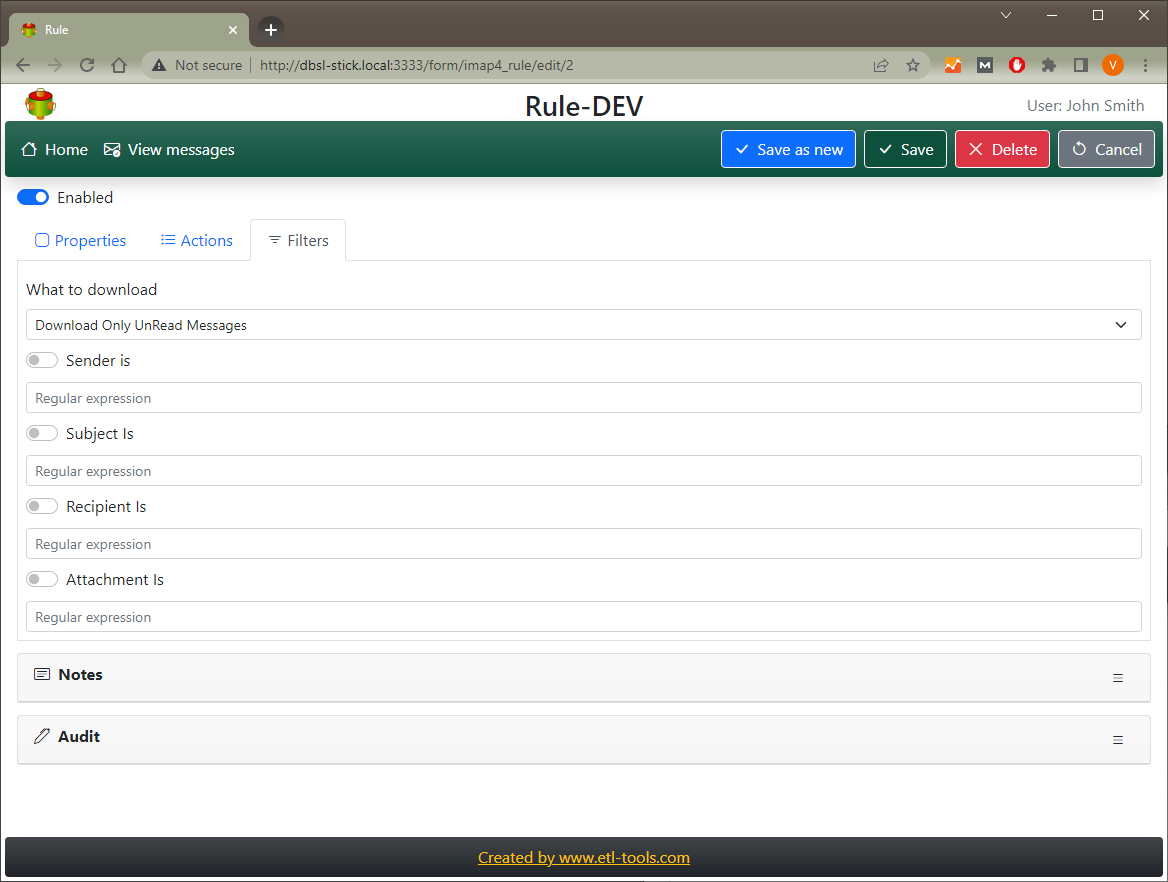 Rule
Not secure http://dbsl-stick.local:3333/form/imap4_rule/edit/2
M V
Rule-DEV
User: John Smith
Home View messages Save as new Save Delete Cancel
Enabled
Properties Actions Filters
What to download
Download Only UnRead Messages
Sender is
Regular expression
Subject Is
Regular expression
Recipient Is
Regular expression
Attachment Is
Regular expression
Notes
Audit
Created by www.etl-tools.com